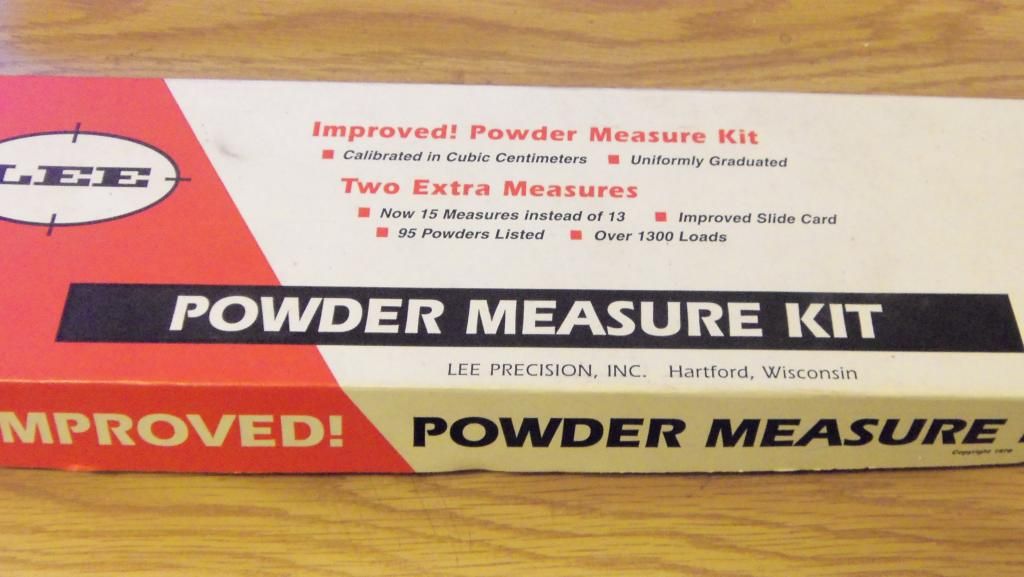 LEE
Improved! Powder Measure Kit
■ Calibrated in Cubic Centimeters ■ Uniformly Graduated
Two Extra Measures
■ Now 15 Measures instead of 13 ■ Improved Slide Card
■ 95 Powders Listed ■ Over 1300 Loads
POWDER MEASURE KIT
LEE PRECISION, INC. Hartford, Wisconsin
MPROVED! POWDER MEASURE
Copyright